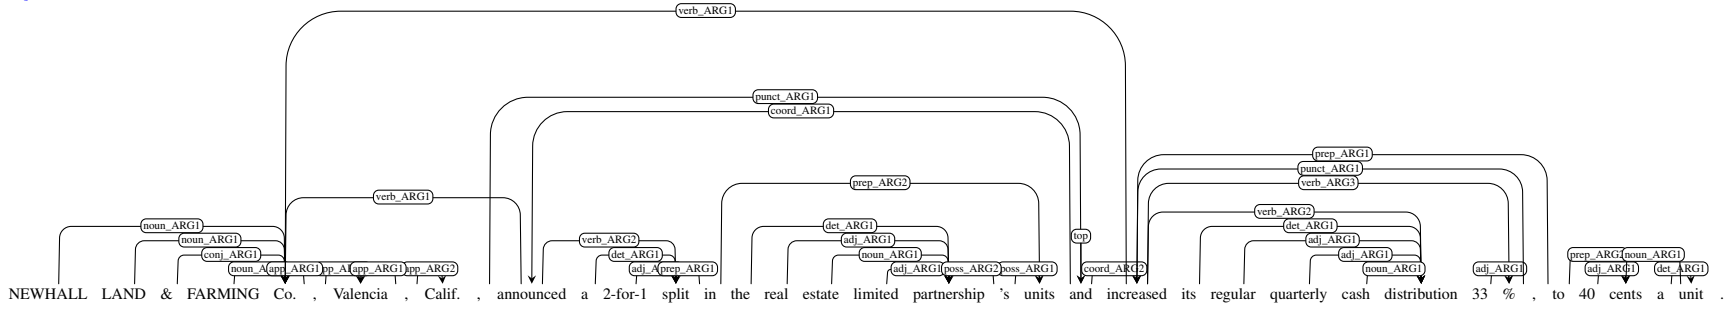 verb_ARG1
punct_ARG1
coord_ARG1
prep_ARG1
punct_ARG1
verb_ARG1 prep_ARG2 verb_ARG3
noun_ARG1 det_ARG1 verb_ARG2 det_ARG1 top
noun_ARG1 verb_ARG2 adj_ARG1 adj_ARG1
conj_ARG1 det_ARG1 noun_ARG1 adj_ARG1 prep_ARG2 noun_ARG1
app_ARG1 app_ARG1 prep_ARG1 adj_ARG1 poss_ARG2 poss_ARG1 coord_ARG2 noun_ARG1 adj_ARG1 adj_ARG1 det_ARG1
NEWHALL LAND & FARMING Co. , Valencia , Calif. , announced a 2-for-1 split in the real estate limited partnership 's units and increased its regular quarterly cash distribution 33 % , to 40 cents a unit .